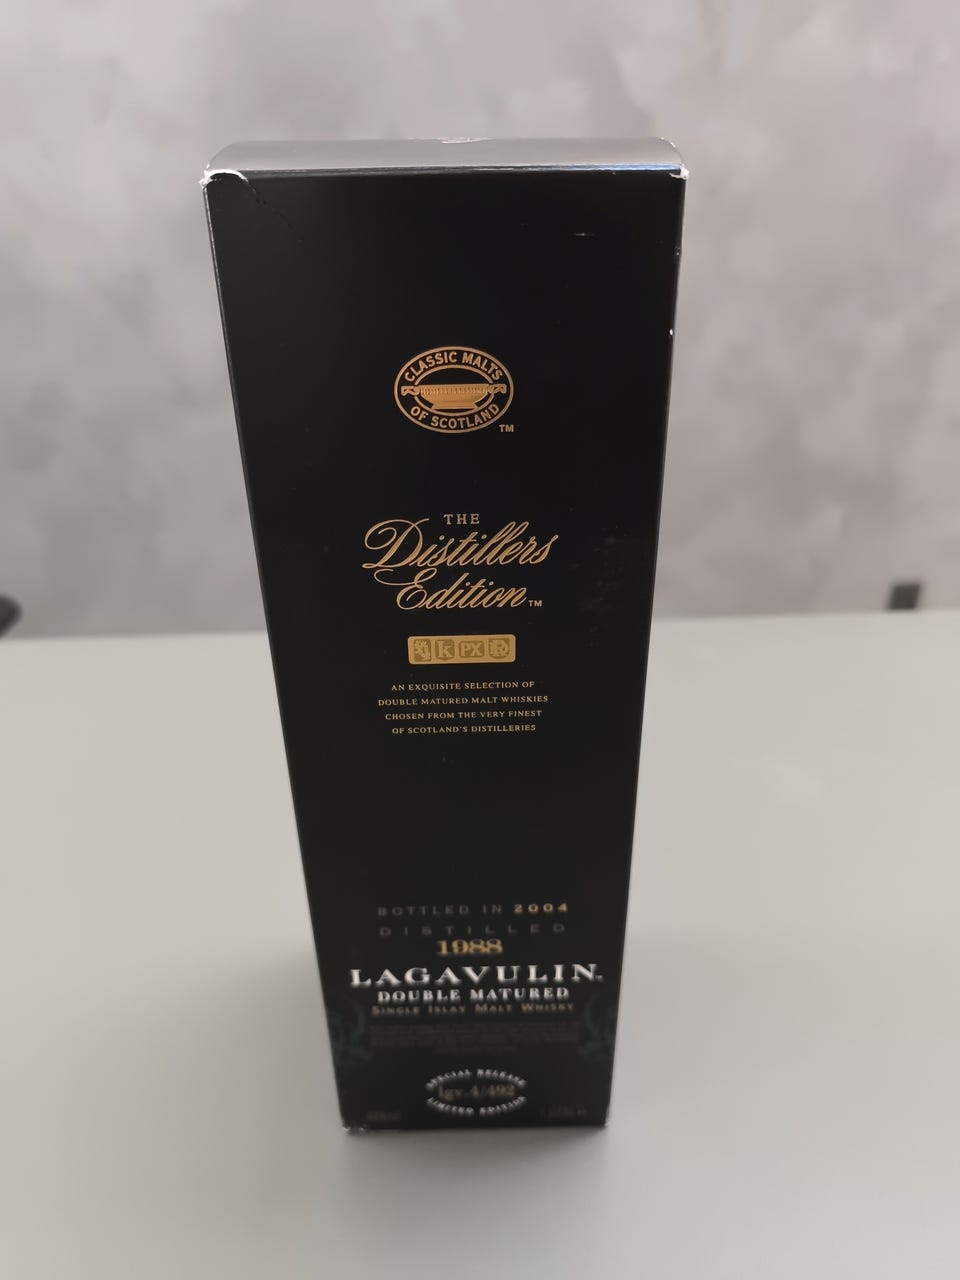 CLASSIC MALTS
OF SCOTLAND
TM
THE
Distillers
Edition TM
k PX
AN EXQUISITE SELECTION OF
DOUBLE MATURED MALT WHISKIES
CHOSEN FROM THE VERY FINEST
OF SCOTLAND'S DISTILLERIES
BOTTLED IN 2004
DISTILLED
1988
LAGAVULIN
DOUBLE MATURED
SINGLE ISLAY MALT WHISKY
SPECIAL RELEASE
lgv.4/492
LIMITED EDITION